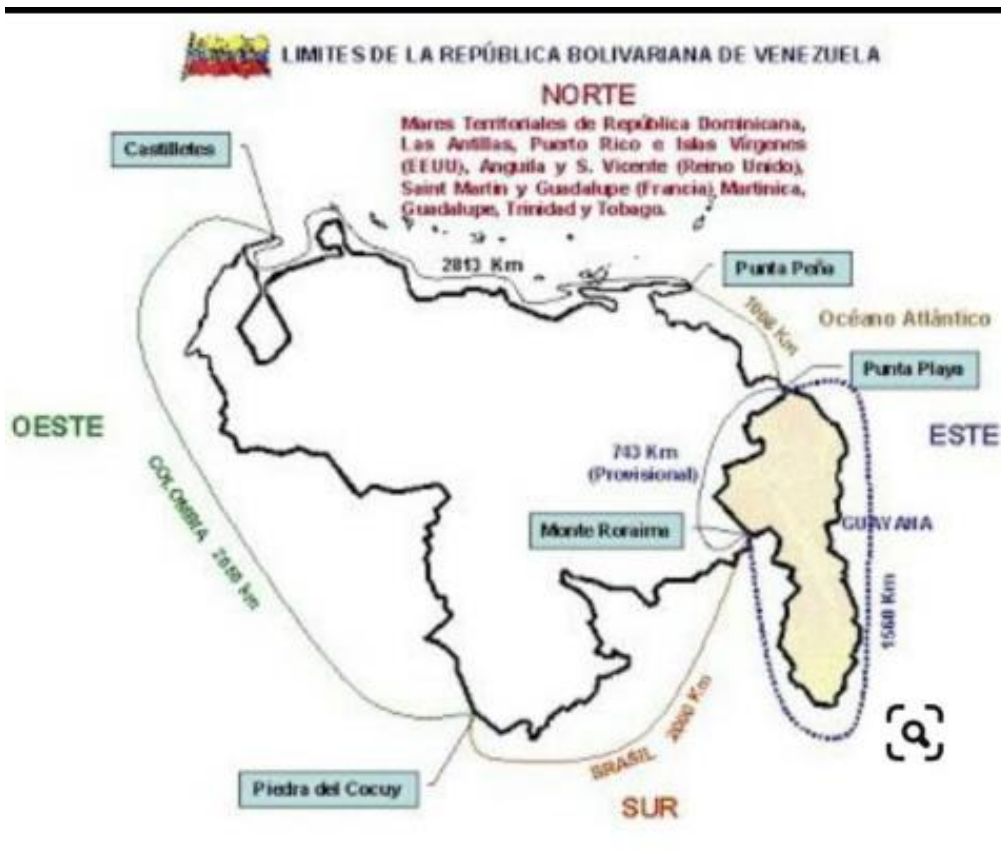 LIMITES DE LA REPÚBLICA BOLIVARIANA DE VENEZUELA
NORTE
Mares Territoriales de República Dominicana,
Las Antillas, Puerto Rico e Islas Vírgenes
(EEUU), Anguila y S. Vicente (Reino Unido),
Saint Martin y Guadalupe (Francia) Martinica,
Guadalupe, Trinidad y Tobago.
Castilletes
2813 Km
Punta Peña
1006 Km
Océano Atlántico
Punta Playa
OESTE
ESTE
743 Km
(Provisional)
COLOMBIA
km
Monte Roraima
GUAYANA
1568 Km
BRASIL 2000 Km
Piedra del Cocuy
SUR